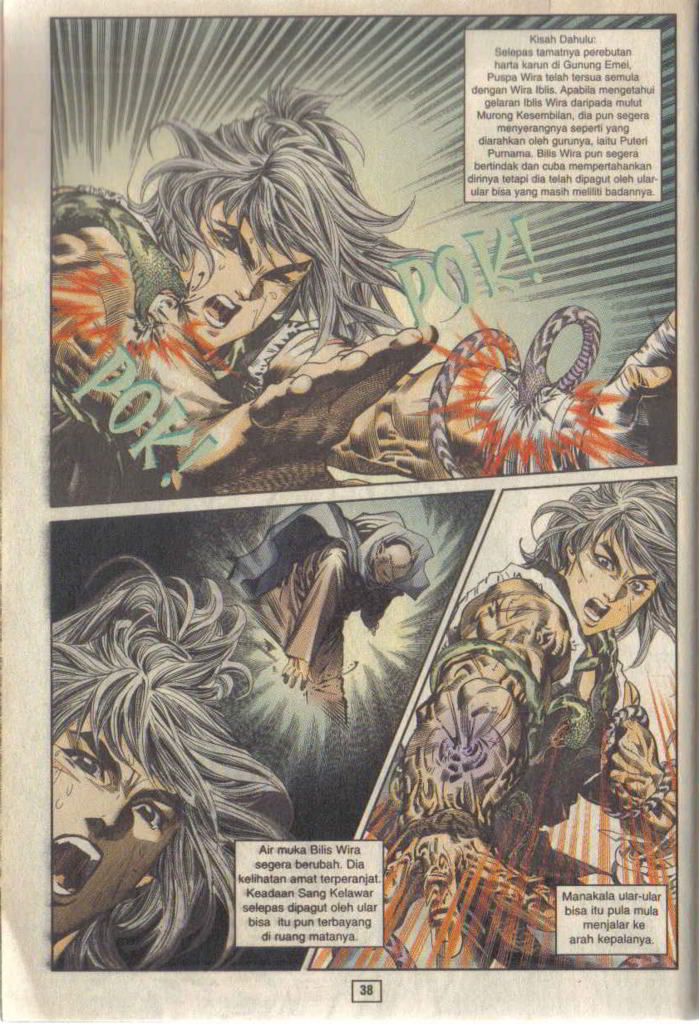 Kisah Dahulu:
Selepas tamatnya perebutan
harta karun di Gunung Emei,
Puspa Wira telah tersua semula
dengan Wira Iblis. Apabila mengetahui
gelaran Iblis Wira daripada mulut
Murong Kesembilan, dia pun segera
menyerangnya seperti yang
diarahkan oleh gurunya, iaitu Puteri
Purnama. Bilis Wira pun segera
bertindak dan cuba mempertahankan
dirinya tetapi dia telah dipagut oleh ular-
ular bisa yang masih meliliti badannya.
POK!
POK!
Air muka Bilis Wira
segera berubah. Dia
kelihatan amat terperanjat.
Keadaan Sang Kelawar
selepas dipagut oleh ular
bisa itu pun terbayang
di ruang matanya.
Manakala ular-ular
bisa itu pula mula
menjalar ke
arah kepalanya.
38